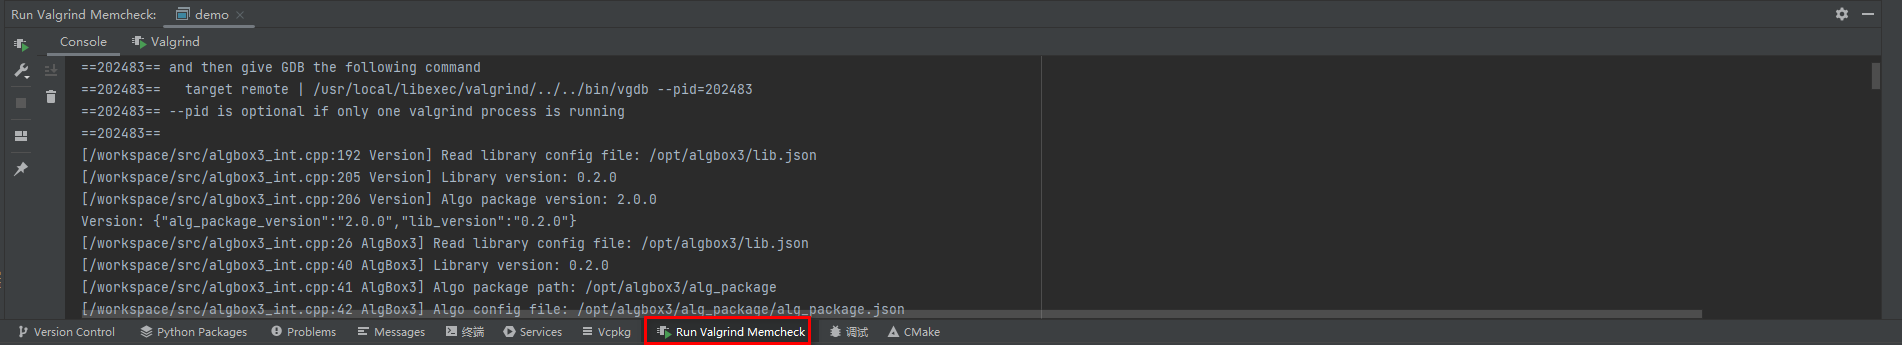 Run Valgrind Memcheck: demo
Console Valgrind
==202483== and then give GDB the following command
==202483==   target remote | /usr/local/libexec/valgrind/../../bin/vgdb --pid=202483
==202483== --pid is optional if only one valgrind process is running
==202483==
[/workspace/src/algbox3_int.cpp:192 Version] Read library config file: /opt/algbox3/lib.json
[/workspace/src/algbox3_int.cpp:205 Version] Library version: 0.2.0
[/workspace/src/algbox3_int.cpp:206 Version] Algo package version: 2.0.0
Version: {"alg_package_version":"2.0.0","lib_version":"0.2.0"}
[/workspace/src/algbox3_int.cpp:26 AlgBox3] Read library config file: /opt/algbox3/lib.json
[/workspace/src/algbox3_int.cpp:40 AlgBox3] Library version: 0.2.0
[/workspace/src/algbox3_int.cpp:41 AlgBox3] Algo package path: /opt/algbox3/alg_package
[/workspace/src/algbox3_int.cpp:42 AlgBox3] Algo config file: /opt/algbox3/alg_package/alg_package.json
Version Control Python Packages Problems Messages 终端 Services Vcpkg Run Valgrind Memcheck 调试 CMake